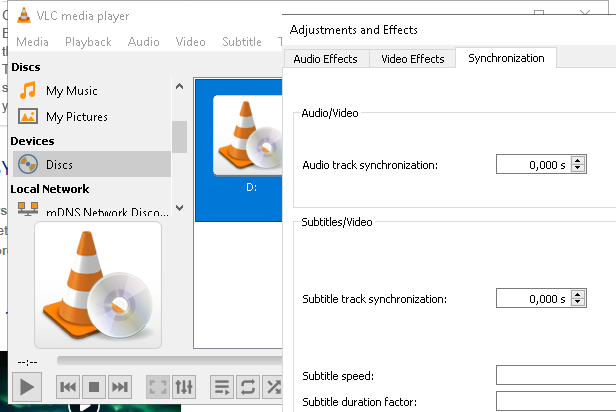 VLC media player
Media Playback Audio Video Subtitle
Discs
My Music
My Pictures
Devices
Discs
Local Network
mDNS Network Disco...
D:
--:--
Adjustments and Effects
Audio Effects Video Effects Synchronization
Audio/Video
Audio track synchronization: 0,000 s
Subtitles/Video
Subtitle track synchronization: 0,000 s
Subtitle speed:
Subtitle duration factor: